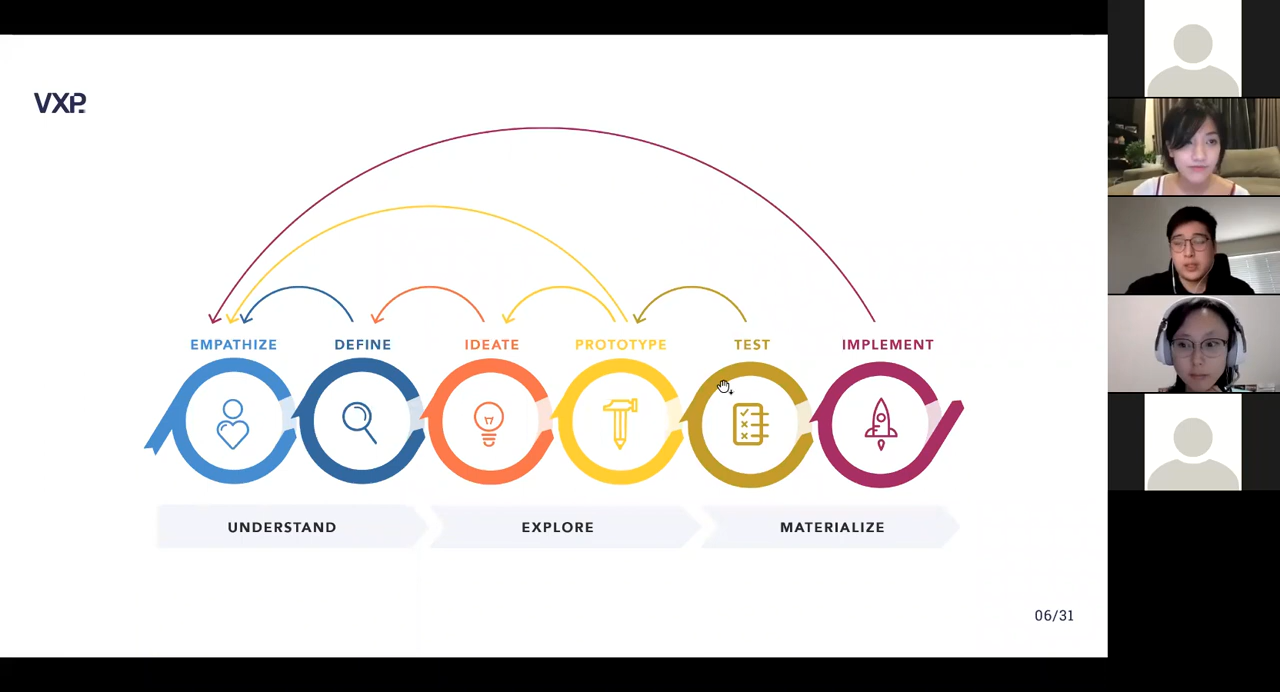 VXP.
EMPATHIZE DEFINE IDEATE PROTOTYPE TEST IMPLEMENT
UNDERSTAND EXPLORE MATERIALIZE
06/31